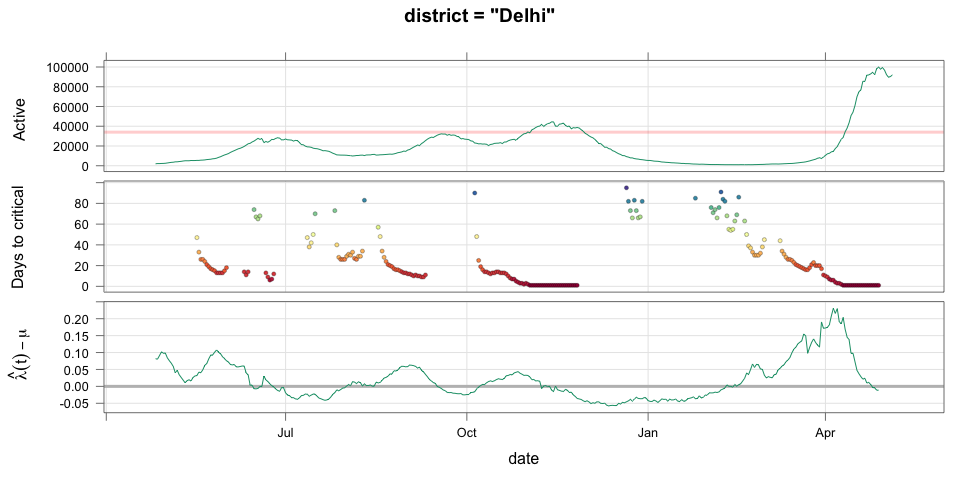 district = "Delhi"
Active
100000
80000
60000
40000
20000
0
Days to critical
80
60
40
20
0
λ̂(t) − μ
0.20
0.15
0.10
0.05
0.00
-0.05
Jul Oct Jan Apr
date